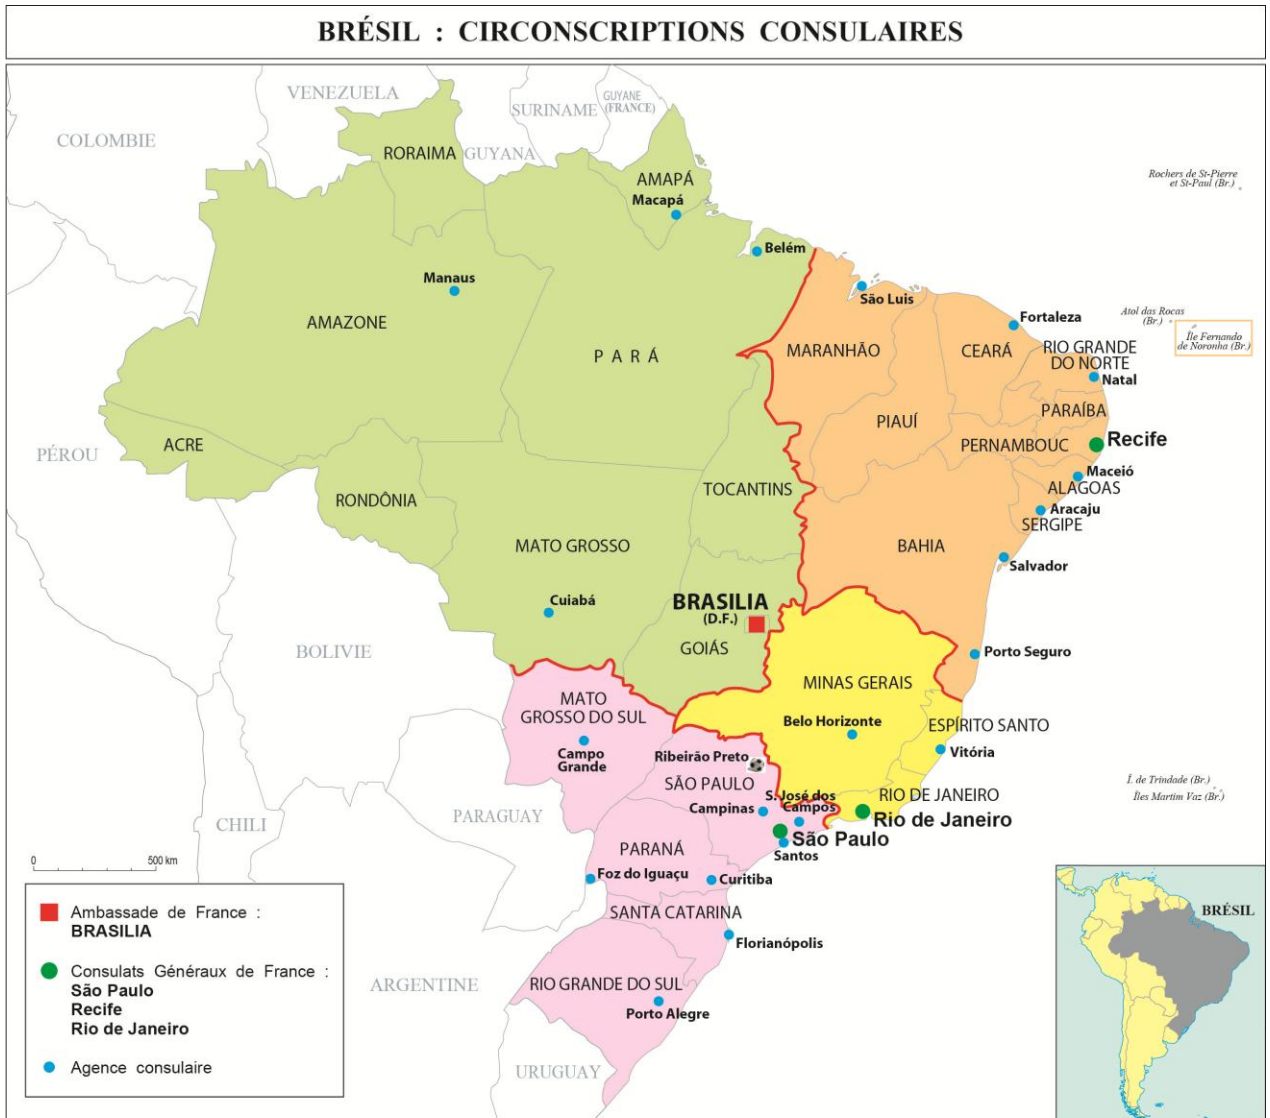 BRÉSIL : CIRCONSCRIPTIONS CONSULAIRES
VENEZUELA
GUYANE
(FRANCE)
SURINAME
COLOMBIE
RORAIMA
GUYANA
AMAPÁ
Macapá
Rochers de St-Pierre
et St-Paul (Br.)
Belém
Manaus
São Luis
AMAZONE
Fortaleza
Atol das Rocas
(Br.)
Île Fernando
de Noronha (Br.)
PARÁ
MARANHÃO
CEARÁ
RIO GRANDE
DO NORTE
Natal
PARAÍBA
PIAUÍ
ACRE
PÉROU
PERNAMBOUC
Recife
Maceió
ALAGOAS
RONDÔNIA
TOCANTINS
Aracaju
SERGIPE
MATO GROSSO
BAHIA
Salvador
Cuiabá
BRASILIA
(D.F.)
GOIÁS
BOLIVIE
Porto Seguro
MINAS GERAIS
MATO
GROSSO DO SUL
Belo Horizonte
ESPÍRITO SANTO
Vitória
Campo
Grande
Ribeirão Preto
SÃO PAULO
Î. de Trindade (Br.)
Îles Martim Vaz (Br.)
S. José dos
Campos
RIO DE JANEIRO
Rio de Janeiro
Campinas
PARAGUAY
CHILI
São Paulo
Santos
PARANÁ
0 500 km
Foz do Iguaçu
Curitiba
SANTA CATARINA
Florianópolis
ARGENTINE
RIO GRANDE DO SUL
Porto Alegre
URUGUAY
Ambassade de France :
BRASILIA
Consulats Généraux de France :
São Paulo
Recife
Rio de Janeiro
Agence consulaire
BRÉSIL